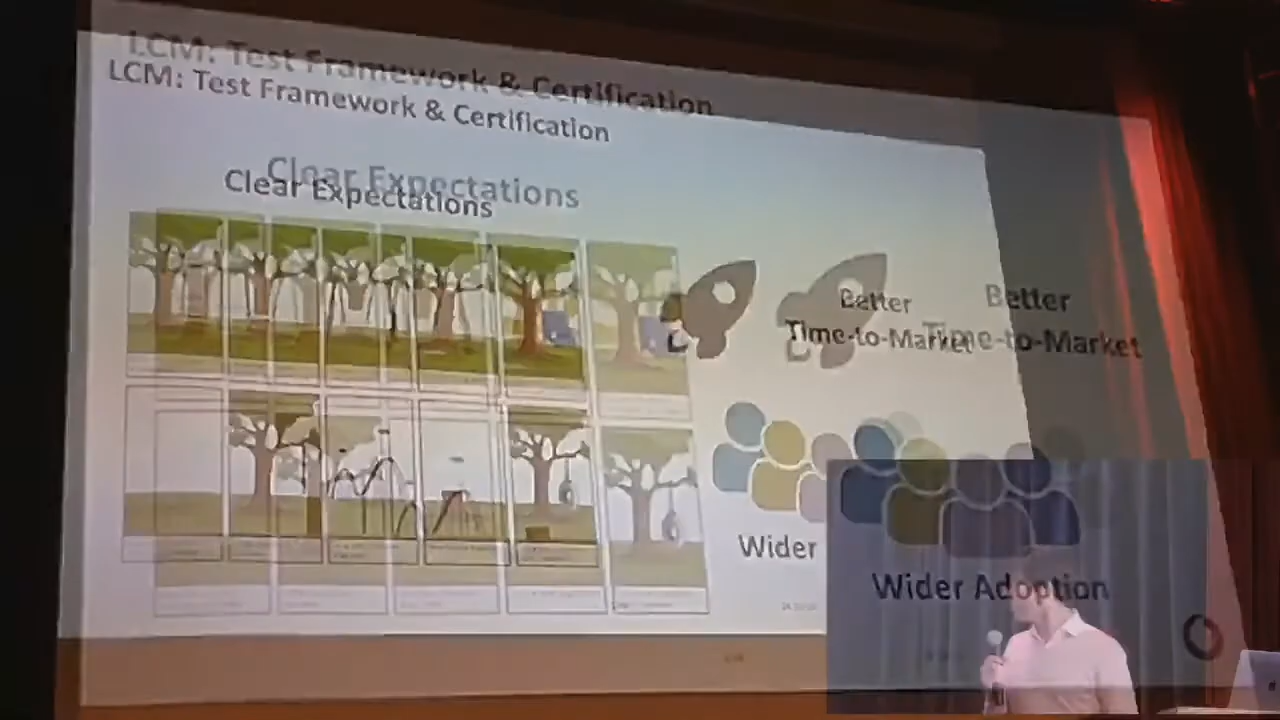 LCM: Test Framework & Certification
LCM: Test Framework & Certification
Clear Expectations
Clear Expectations
Better
Time-to-Market
Better
Time-to-Market
Wider
Wider Adoption